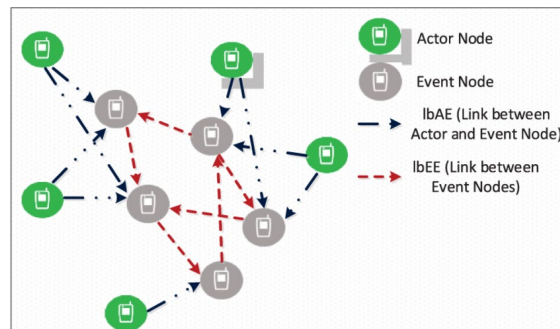 Actor Node
Event Node
lbAE (Link between
Actor and Event Node)
lbEE (Link between
Event Nodes)